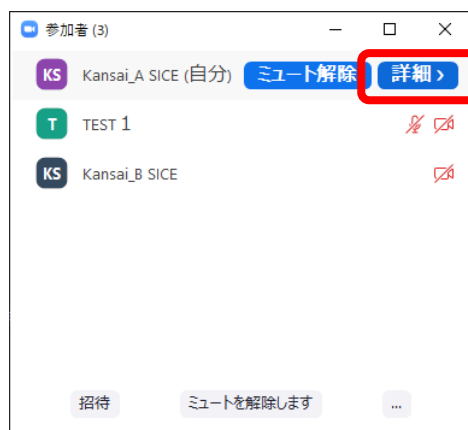 参加者 (3)
KS Kansai_A SICE (自分) ミュート解除 詳細 >
T TEST 1
KS Kansai_B SICE
招待 ミュートを解除します ...